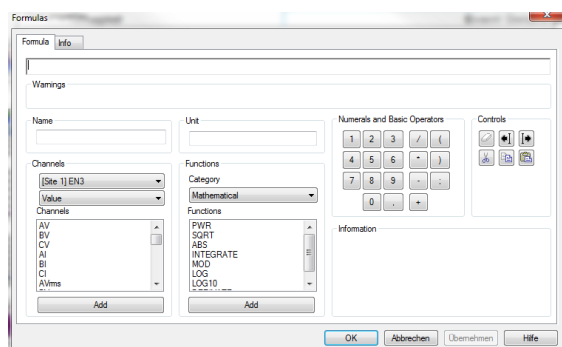 Formulas
Formula Info
Warnings
Name
Unit
Numerals and Basic Operators
Controls
1 2 3 / (
4 5 6 * )
7 8 9 - :
0 , +
Channels
[Site 1] EN3
Value
Channels
AV
BV
CV
AI
BI
CI
AVrms
Add
Functions
Category
Mathematical
Functions
PWR
SQRT
ABS
INTEGRATE
MOD
LOG
LOG10
Add
Information
OK Abbrechen Übernehmen Hilfe